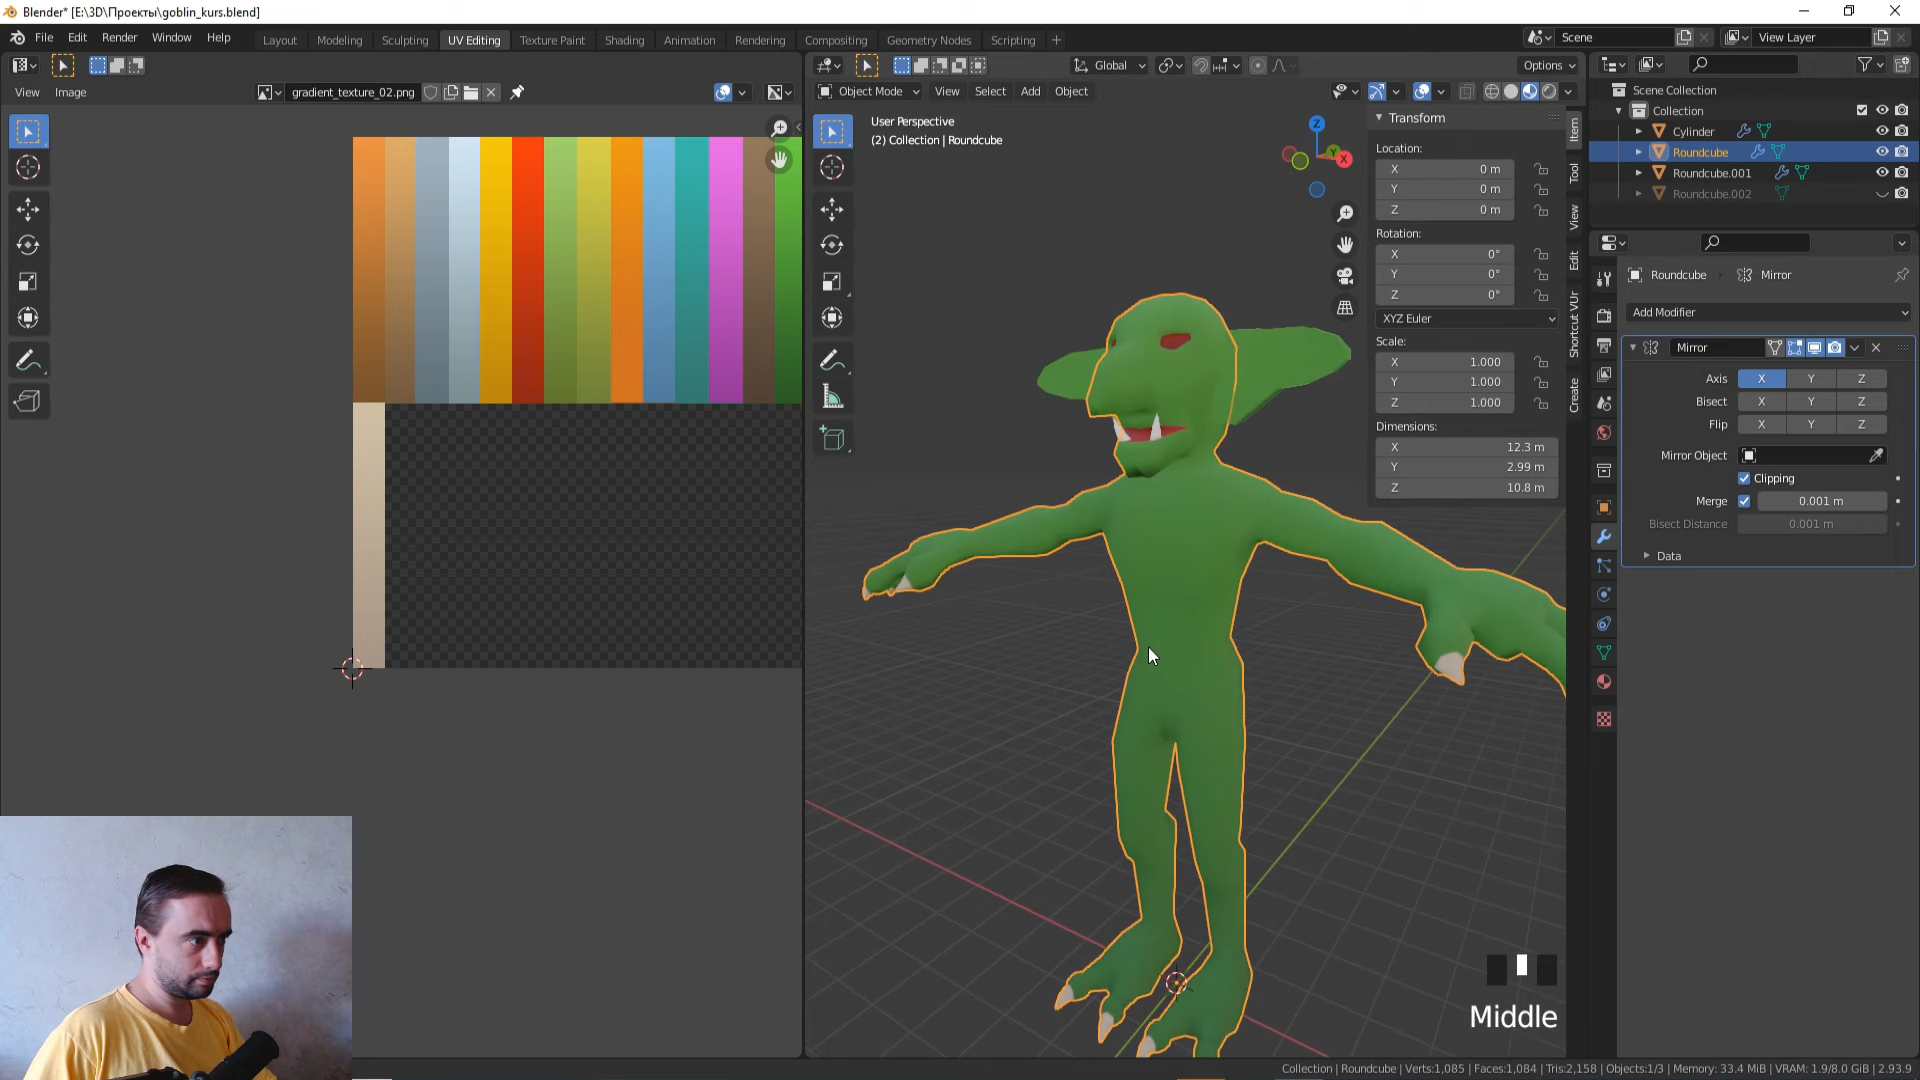 Blender* [E:\3D\Проекты\goblin_kurs.blend]
File Edit Render Window Help
Layout Modeling Sculpting UV Editing Texture Paint Shading Animation Rendering Compositing Geometry Nodes Scripting +
Scene
View Layer
Global
Options
View Image
gradient_texture_02.png
Object Mode View Select Add Object
User Perspective
(2) Collection | Roundcube
Z
Y
X
Transform
Location:
X 0 m
Y 0 m
Z 0 m
Rotation:
X 0°
Y 0°
Z 0°
XYZ Euler
Scale:
X 1.000
Y 1.000
Z 1.000
Dimensions:
X 12.3 m
Y 2.99 m
Z 10.8 m
Item
Tool
View
Edit
Shortcut VUr
Create
Scene Collection
Collection
Cylinder
Roundcube
Roundcube.001
Roundcube.002
Roundcube Mirror
Add Modifier
Mirror
Axis X Y Z
Bisect X Y Z
Flip X Y Z
Mirror Object
Clipping
Merge 0.001 m
Bisect Distance 0.001 m
Data
Middle
Collection | Roundcube | Verts:1,085 | Faces:1,084 | Tris:2,158 | Objects:1/3 | Memory: 33.4 MiB | VRAM: 1.9/8.0 GiB | 2.93.9